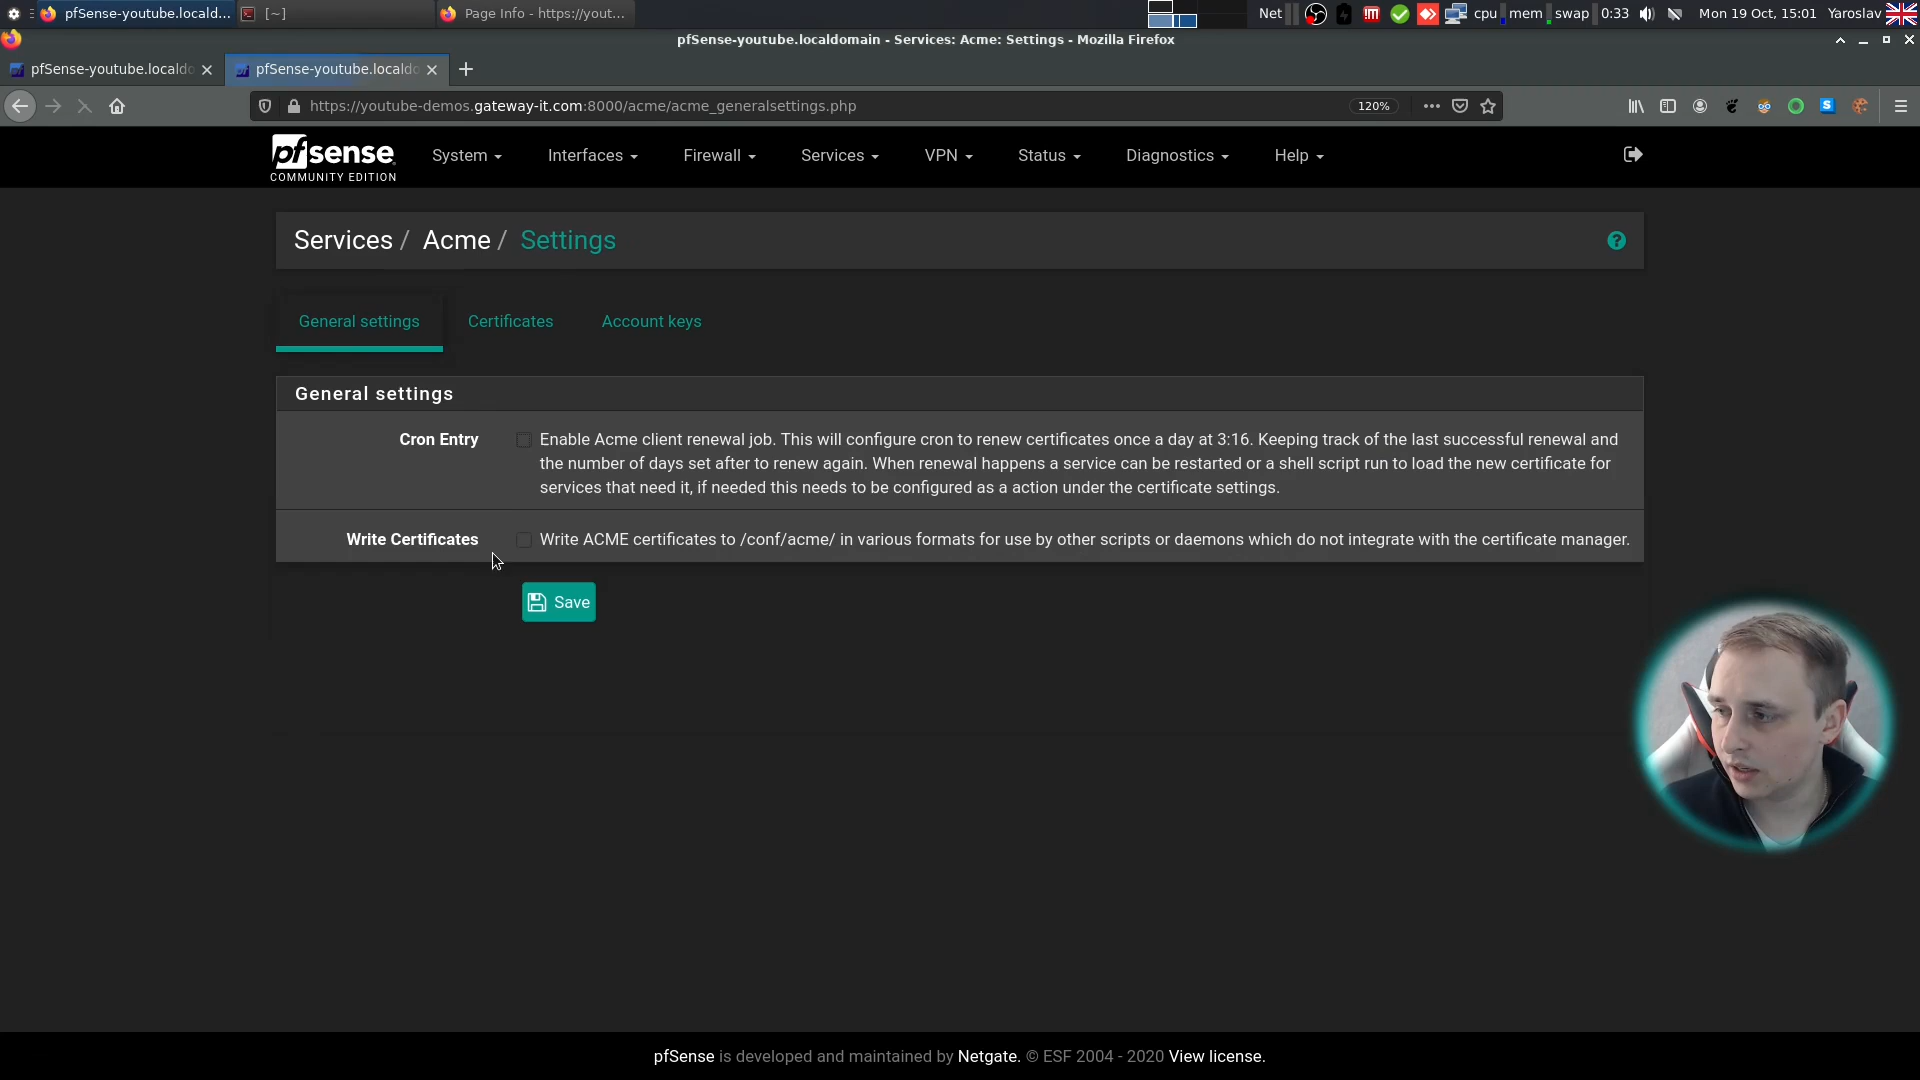 pfSense-youtube.locald...
[~]
Page Info - https://yout...
Net
cpu
mem
swap
0:33
Mon 19 Oct, 15:01
Yaroslav
pfSense-youtube.localdomain - Services: Acme: Settings - Mozilla Firefox
pfSense-youtube.localdo
pfSense-youtube.localdo
https://youtube-demos.gateway-it.com:8000/acme/acme_generalsettings.php
120%
pfsense
COMMUNITY EDITION
System
Interfaces
Firewall
Services
VPN
Status
Diagnostics
Help
Services / Acme / Settings
General settings
Certificates
Account keys
General settings
Cron Entry
Enable Acme client renewal job. This will configure cron to renew certificates once a day at 3:16. Keeping track of the last successful renewal and
the number of days set after to renew again. When renewal happens a service can be restarted or a shell script run to load the new certificate for
services that need it, if needed this needs to be configured as a action under the certificate settings.
Write Certificates
Write ACME certificates to /conf/acme/ in various formats for use by other scripts or daemons which do not integrate with the certificate manager.
Save
pfSense is developed and maintained by Netgate. © ESF 2004 - 2020 View license.